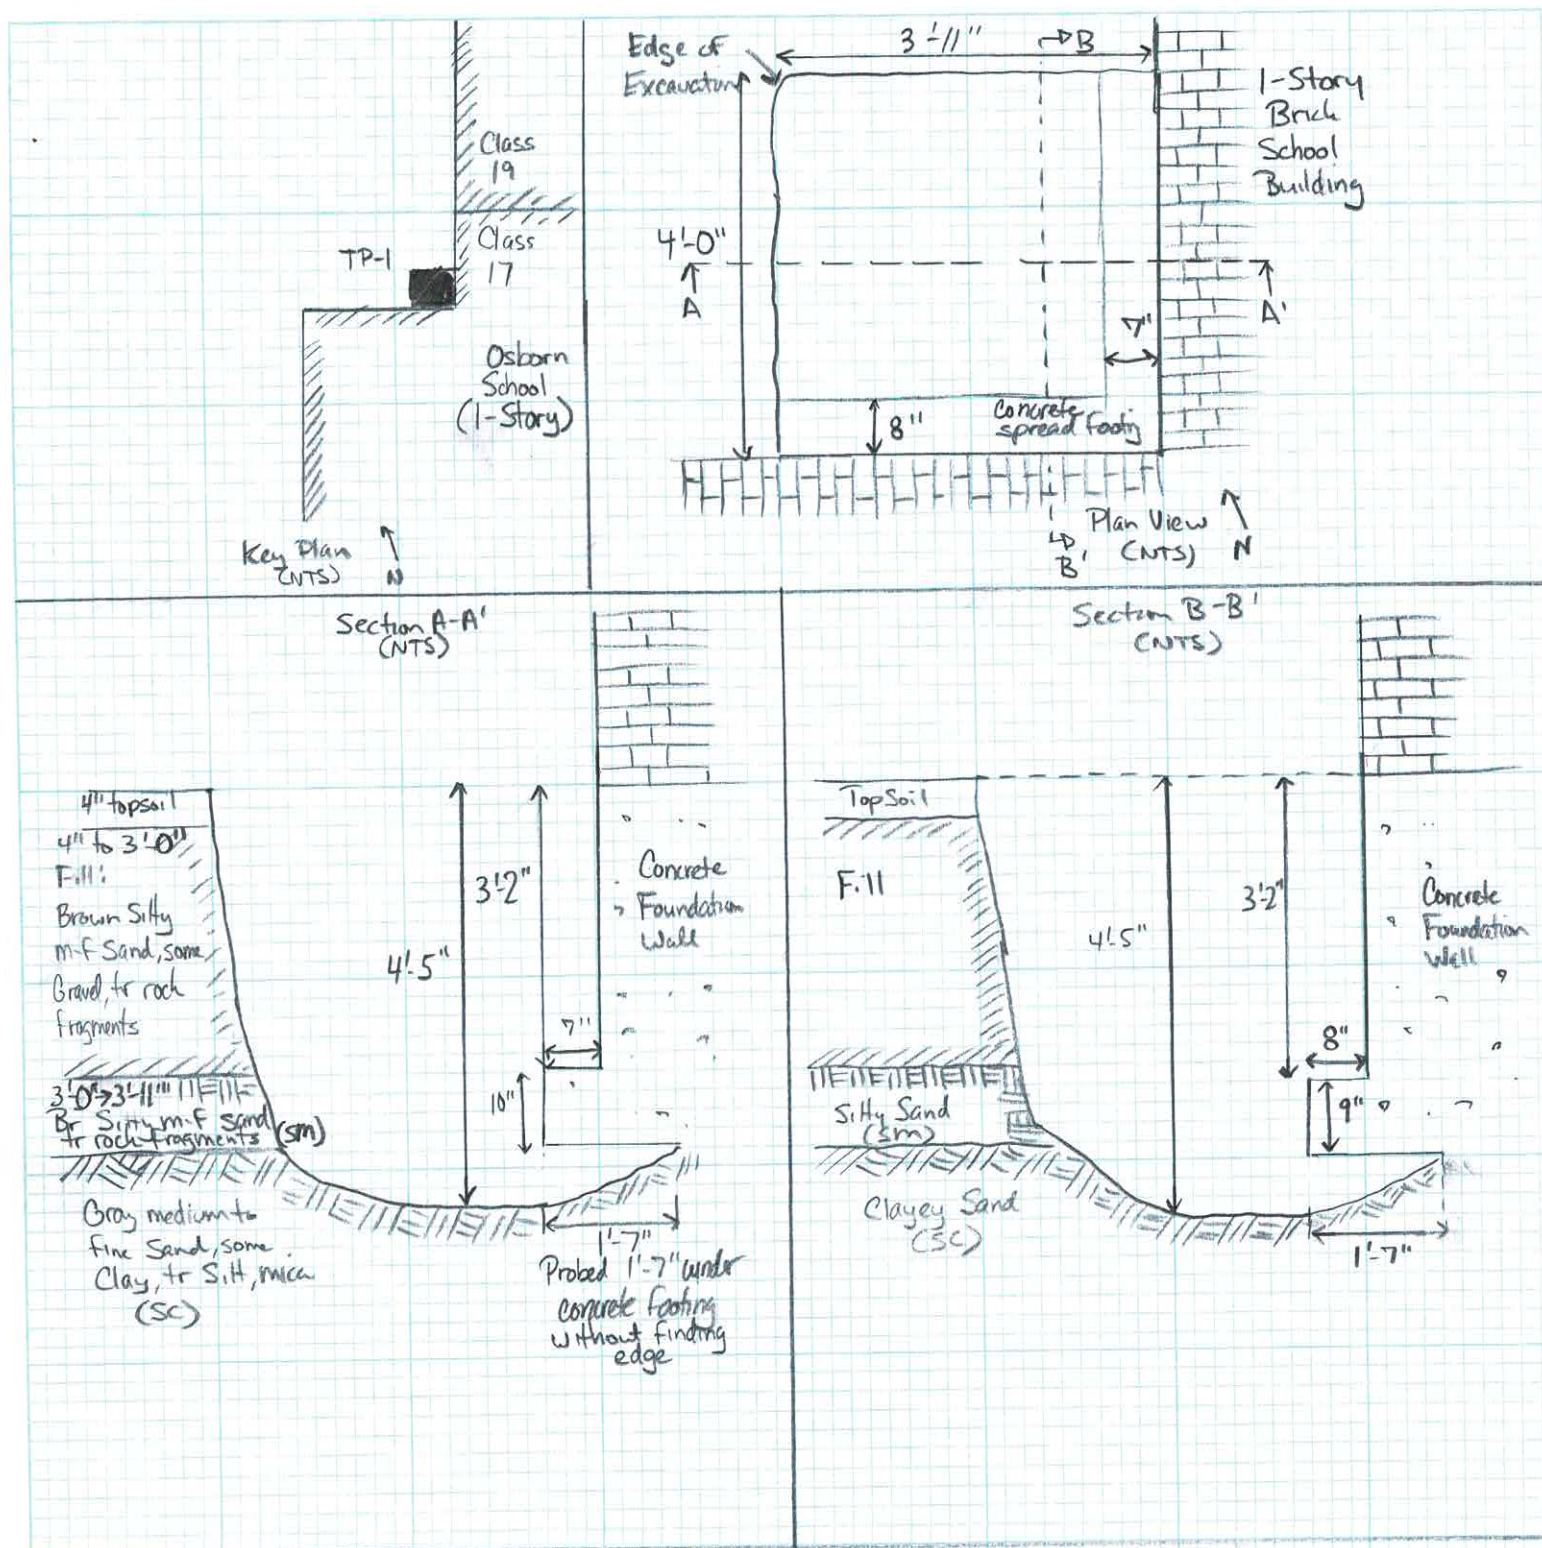 Class
19
Class
17
TP-1
Osborn
School
(1-Story)
Key Plan
(NTS)
N
Edge of
Excavation
3'-11"
B
1-Story
Brick
School
Building
4'-0"
A
A'
7"
8"
Concrete
spread footing
Plan View
(NTS)
N
B'
Section A-A'
(NTS)
4" topsoil
4" to 3'-0"
Fill:
Brown Silty
m-f Sand, some
Gravel, tr rock
fragments
3'-0"→3'-11"
Br Silty m-f sand
tr rock fragments (SM)
Gray medium to
fine Sand, some
Clay, tr Silt, mica
(SC)
3'-2"
4'-5"
7"
10"
Concrete
Foundation
Wall
1'-7"
Probed 1'-7" under
concrete footing
without finding
edge
Section B-B'
(NTS)
TopSoil
Fill
Silty Sand
(SM)
Clayey Sand
(SC)
4'-5"
3'-2"
8"
9"
Concrete
Foundation
Wall
1'-7"